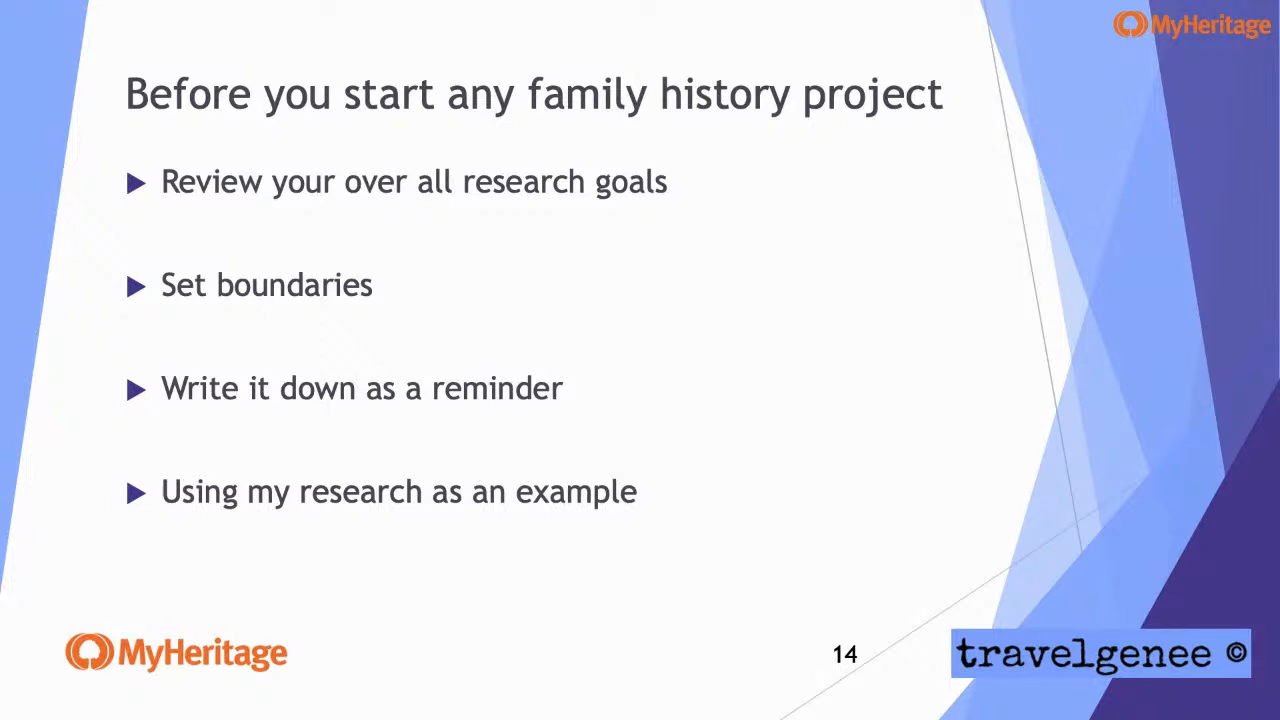 MyHeritage
Before you start any family history project
Review your over all research goals
Set boundaries
Write it down as a reminder
Using my research as an example
MyHeritage
14
travelgenee ©